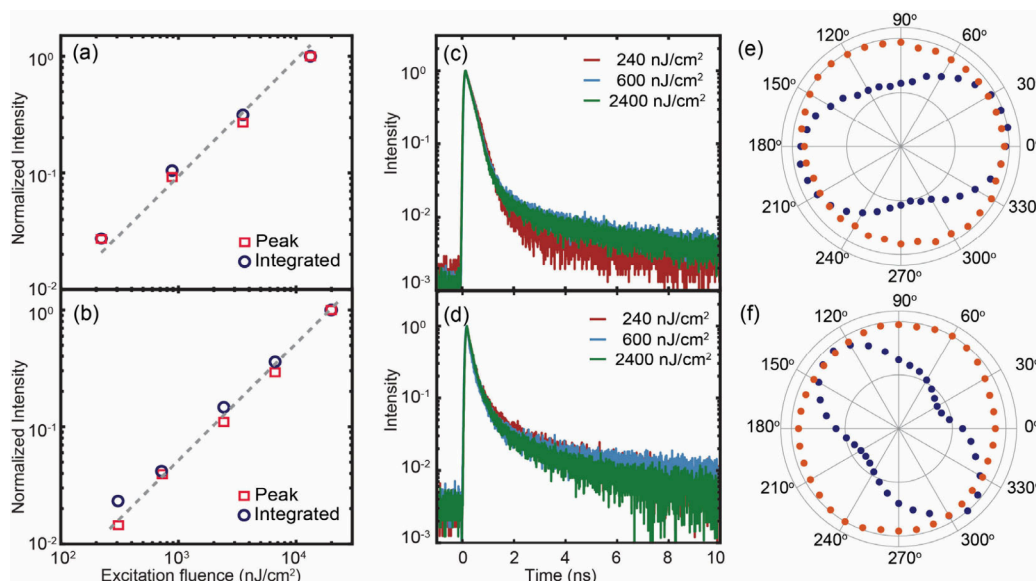 (a)
Normalized Intensity
10⁰
10⁻¹
10⁻²
Peak
Integrated
(b)
Normalized Intensity
10⁰
10⁻¹
10⁻²
Peak
Integrated
10² 10³ 10⁴
Excitation fluence (nJ/cm²)
(c)
Intensity
10⁰
10⁻¹
10⁻²
10⁻³
240 nJ/cm²
600 nJ/cm²
2400 nJ/cm²
(d)
Intensity
10⁰
10⁻¹
10⁻²
10⁻³
240 nJ/cm²
600 nJ/cm²
2400 nJ/cm²
0 2 4 6 8 10
Time (ns)
(e)
90°
120° 60°
150° 30
180° 0°
210° 330
240° 300°
270°
(f)
90°
120° 60°
150° 30°
180° 0°
210° 330°
240° 300°
270°